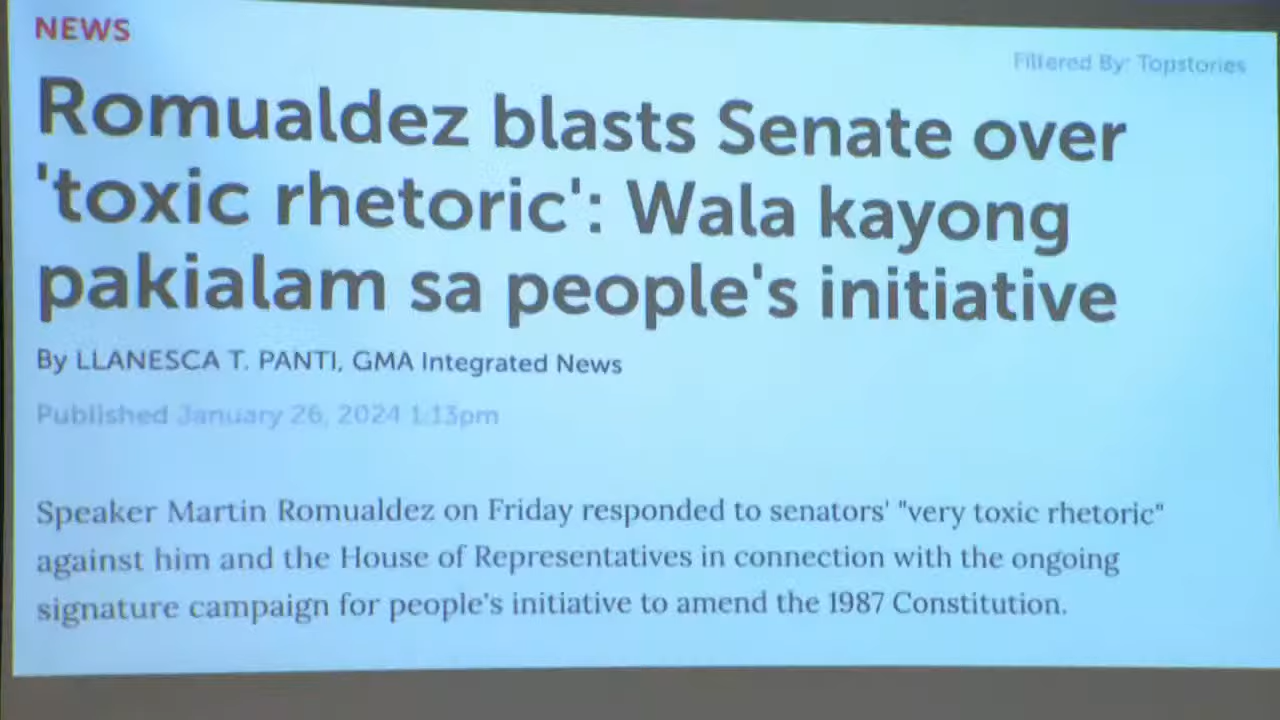 NEWS
Filtered By: Topstories
Romualdez blasts Senate over
'toxic rhetoric': Wala kayong
pakialam sa people's initiative
By LLANESCA T. PANTI, GMA Integrated News
Published January 26, 2024 1:13pm
Speaker Martin Romualdez on Friday responded to senators' "very toxic rhetoric"
against him and the House of Representatives in connection with the ongoing
signature campaign for people's initiative to amend the 1987 Constitution.